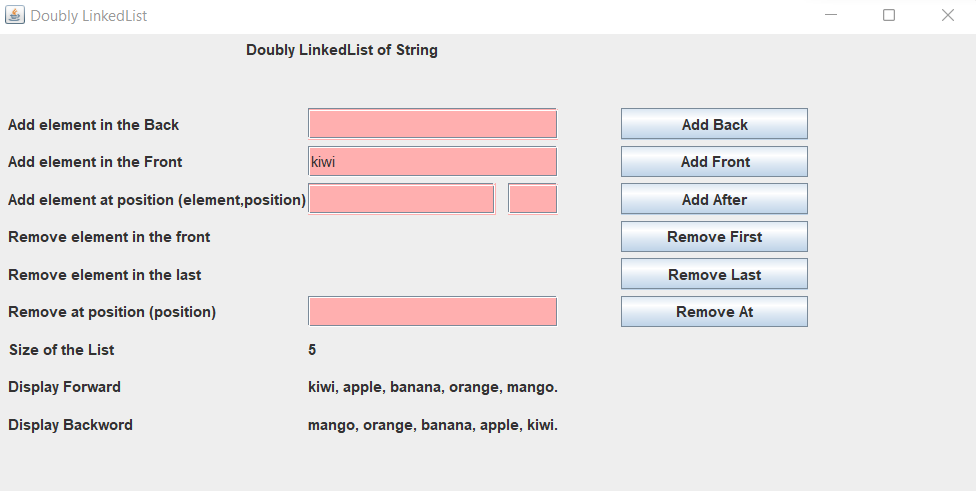 Doubly LinkedList
Doubly LinkedList of String
Add element in the Back Add Back
Add element in the Front kiwi Add Front
Add element at position (element,position) Add After
Remove element in the front Remove First
Remove element in the last Remove Last
Remove at position (position) Remove At
Size of the List 5
Display Forward kiwi, apple, banana, orange, mango.
Display Backword mango, orange, banana, apple, kiwi.